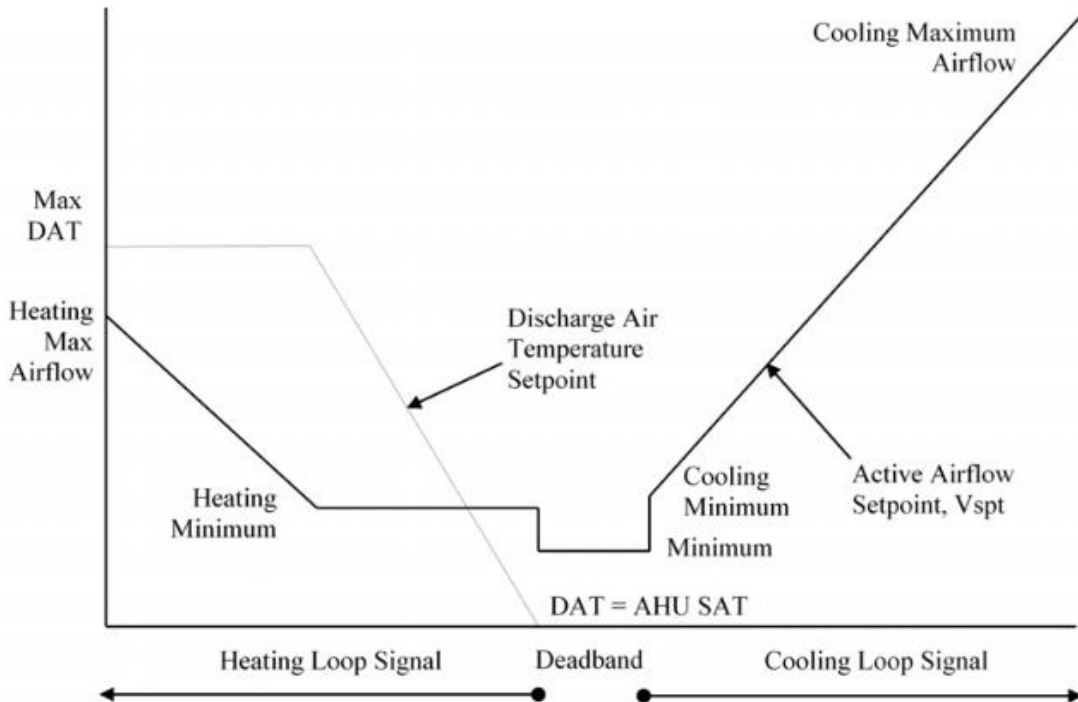 Cooling Maximum
Airflow
Max
DAT
Heating
Max
Airflow
Discharge Air
Temperature
Setpoint
Heating
Minimum
Cooling
Minimum
Active Airflow
Setpoint, Vspt
Minimum
DAT = AHU SAT
Heating Loop Signal
Deadband
Cooling Loop Signal